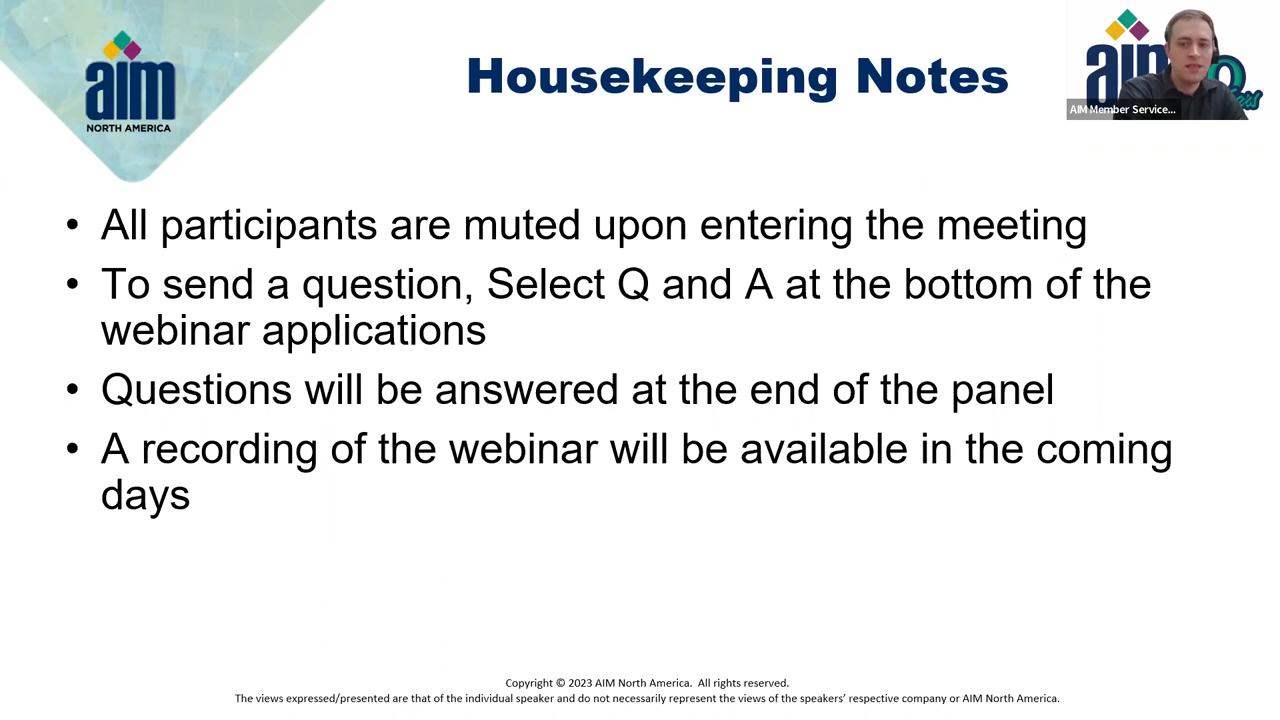 aim
NORTH AMERICA
Housekeeping Notes
AIM Member Service...
• All participants are muted upon entering the meeting
• To send a question, Select Q and A at the bottom of the
webinar applications
• Questions will be answered at the end of the panel
• A recording of the webinar will be available in the coming
days
Copyright © 2023 AIM North America. All rights reserved.
The views expressed/presented are that of the individual speaker and do not necessarily represent the views of the speakers’ respective company or AIM North America.